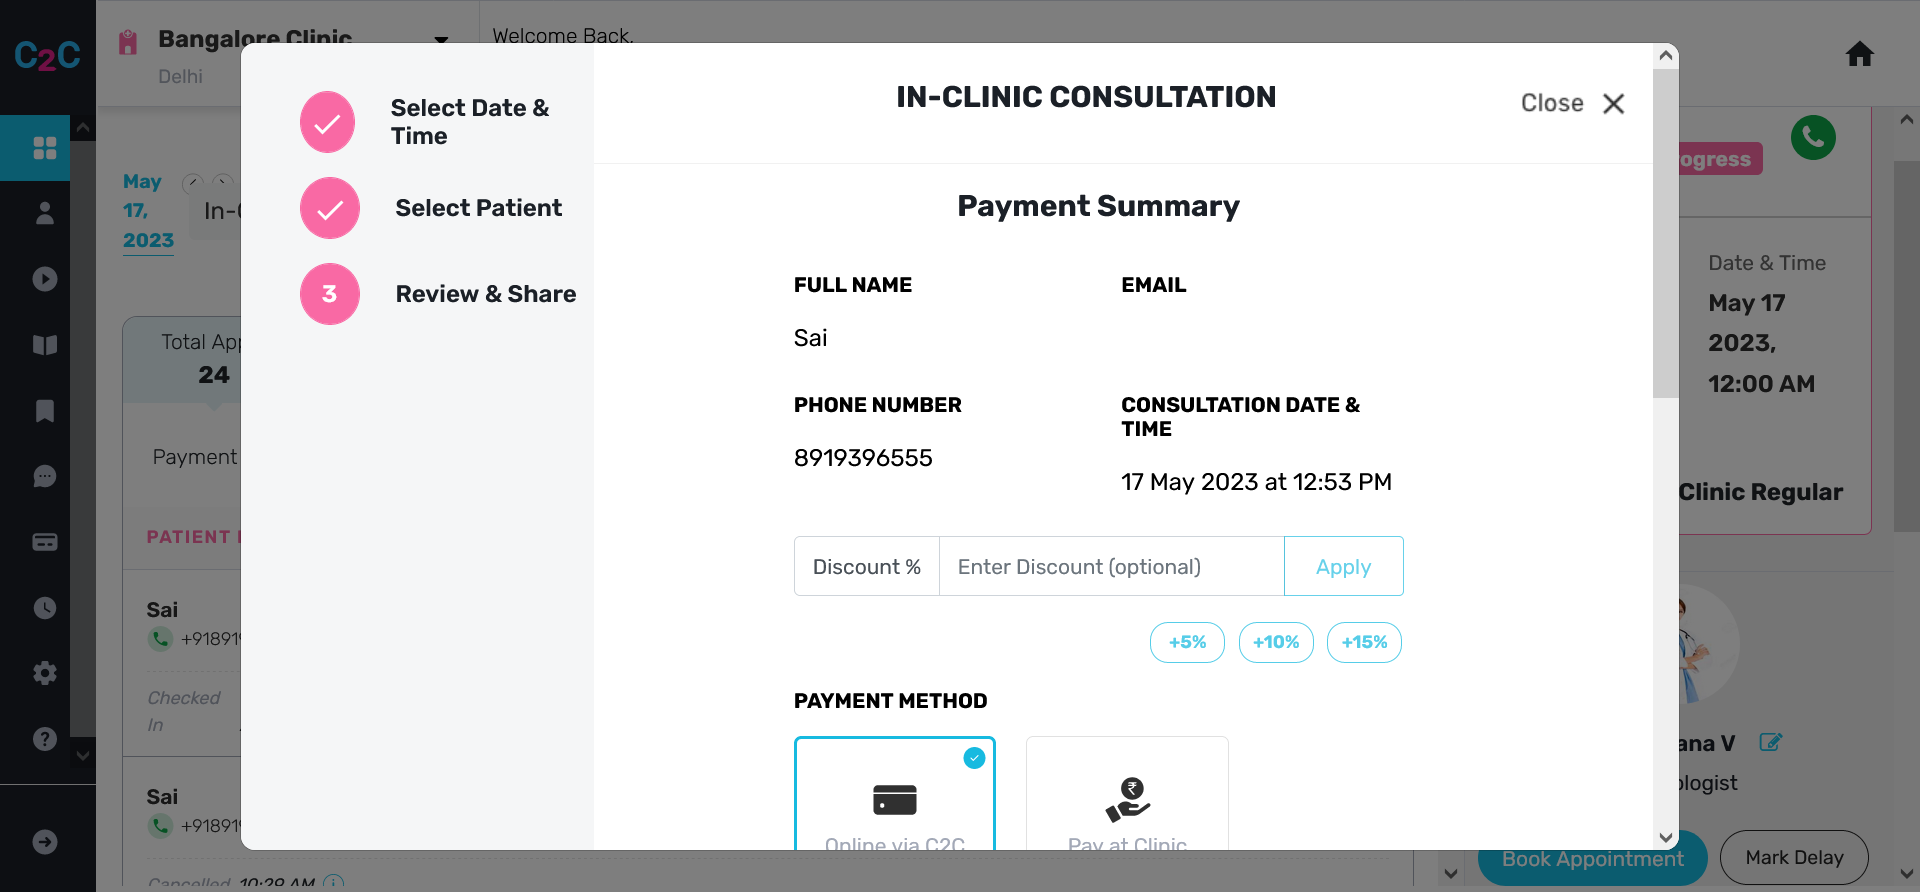 C2C
Bangalore Clinic
Delhi
Welcome Back,
May
17,
2023
Total App
24
Payment
PATIENT
Sai
+91891
Checked
In
Sai
+91891
Cancelled 10:29 AM
Select Date &
Time
Select Patient
3
Review & Share
IN-CLINIC CONSULTATION
Close
Payment Summary
FULL NAME
Sai
EMAIL
PHONE NUMBER
8919396555
CONSULTATION DATE &
TIME
17 May 2023 at 12:53 PM
Discount %
Enter Discount (optional)
Apply
+5%
+10%
+15%
PAYMENT METHOD
Online via C2C
Pay at Clinic
ogress
Date & Time
May 17
2023,
12:00 AM
Clinic Regular
ana V
ologist
Book Appointment
Mark Delay